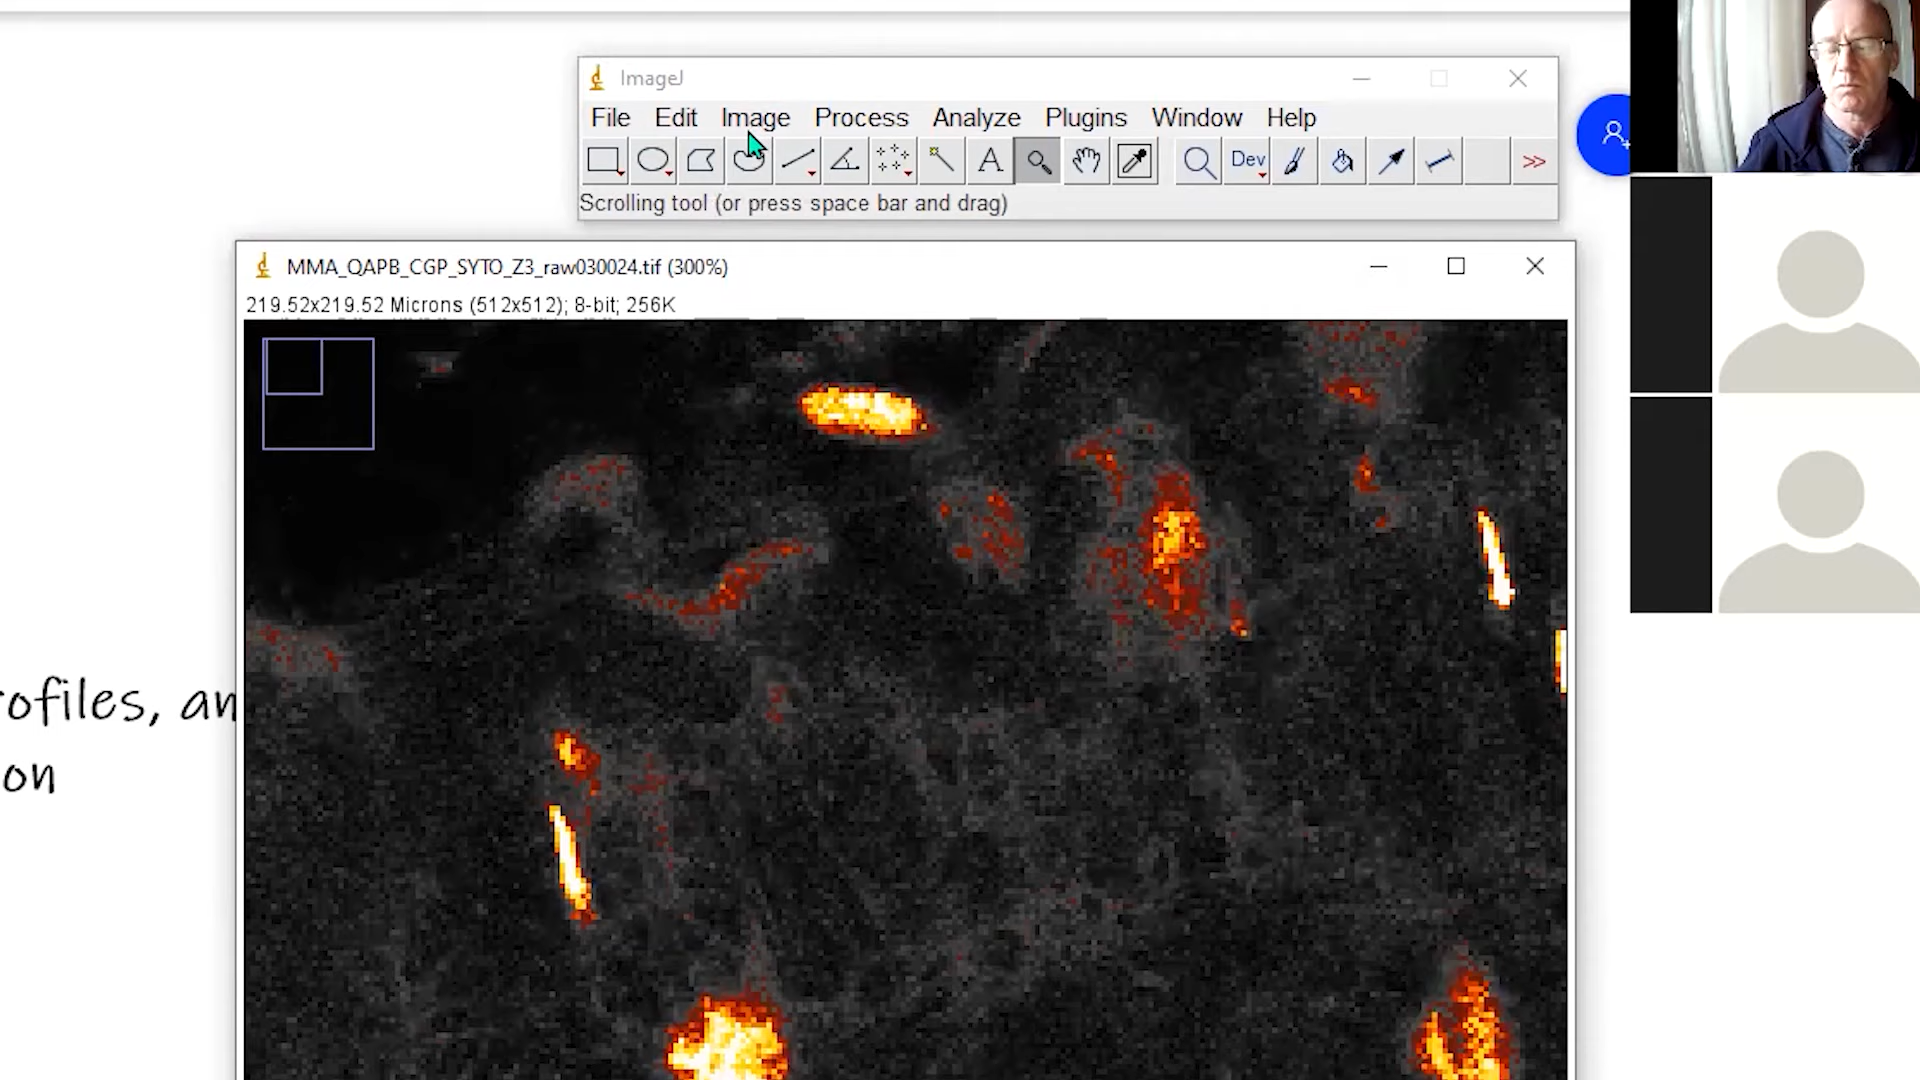 ImageJ
File Edit Image Process Analyze Plugins Window Help
A Dev >>
Scrolling tool (or press space bar and drag)
MMA_QAPB_CGP_SYTO_Z3_raw030024.tif (300%)
219.52x219.52 Microns (512x512); 8-bit; 256K
rofiles, an
on